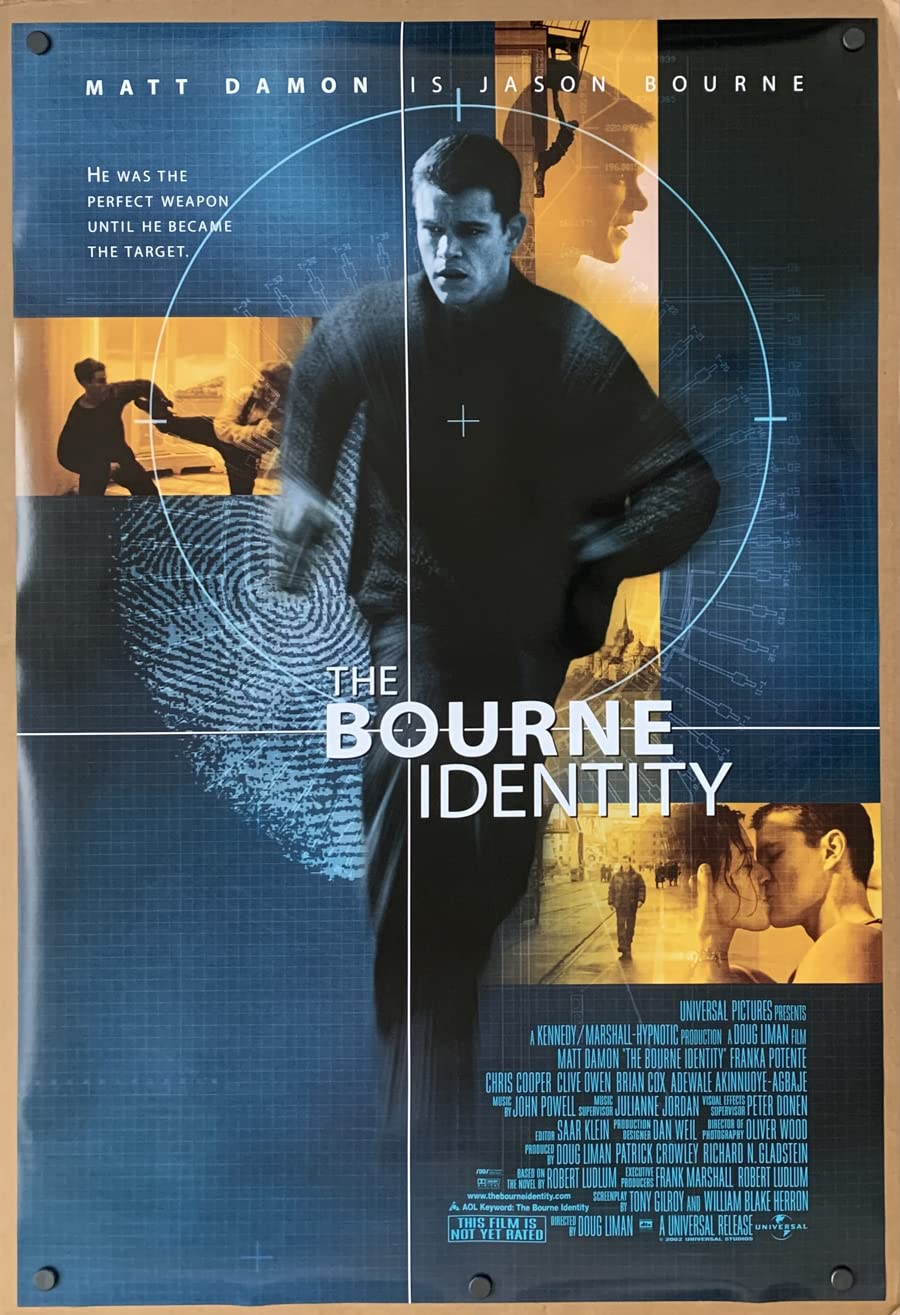 MATT DAMON IS JASON BOURNE
HE WAS THE
PERFECT WEAPON
UNTIL HE BECAME
THE TARGET.
THE
BOURNE
IDENTITY
UNIVERSAL PICTURES PRESENTS
A KENNEDY/MARSHALL-HYPNOTIC PRODUCTION A DOUG LIMAN FILM
MATT DAMON "THE BOURNE IDENTITY" FRANKA POTENTE
CHRIS COOPER CLIVE OWEN BRIAN COX ADEWALE AKINNUOYE-AGBAJE
MUSIC BY JOHN POWELL MUSIC SUPERVISOR JULIANNE JORDAN VISUAL EFFECTS SUPERVISOR PETER DONEN
EDITOR SAAR KLEIN PRODUCTION DESIGNER DAN WEIL DIRECTOR OF PHOTOGRAPHY OLIVER WOOD
PRODUCED BY DOUG LIMAN PATRICK CROWLEY RICHARD N. GLADSTEIN
BASED ON THE NOVEL BY ROBERT LUDLUM EXECUTIVE PRODUCERS FRANK MARSHALL ROBERT LUDLUM
www.thebourneidentity.com SCREENPLAY BY TONY GILROY AND WILLIAM BLAKE HERRON
AOL Keyword: The Bourne Identity
THIS FILM IS NOT YET RATED DIRECTED BY DOUG LIMAN dts A UNIVERSAL RELEASE UNIVERSAL
© 2002 UNIVERSAL STUDIOS